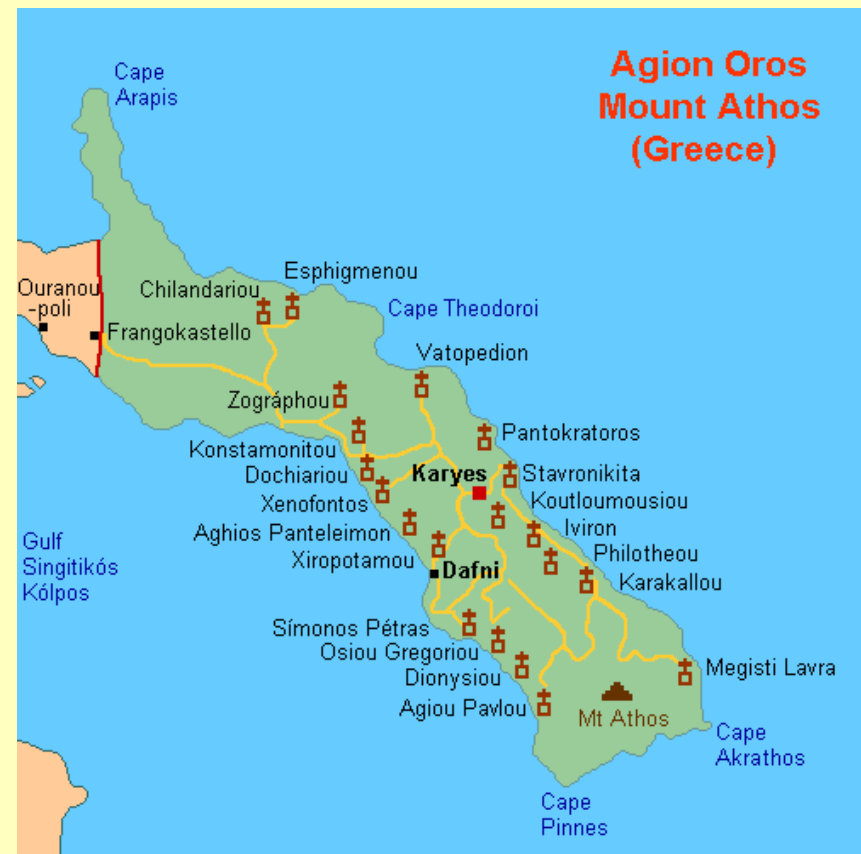 Agion Oros
Mount Athos
(Greece)
Cape
Arapis
Ouranou
-poli
Chilandariou
Esphigmenou
Cape Theodoroi
Frangokastello
Vatopedion
Zográphou
Pantokratoros
Konstamonitou
Dochiariou
Karyes
Stavronikita
Xenofontos
Koutloumousiou
Aghios Panteleimon
Iviron
Xiropotamou
Philotheou
Dafni
Karakallou
Gulf
Singitikós
Kólpos
Símonos Pétras
Osiou Gregoriou
Dionysiou
Megisti Lavra
Agiou Pavlou
Mt Athos
Cape
Akrathos
Cape
Pinnes